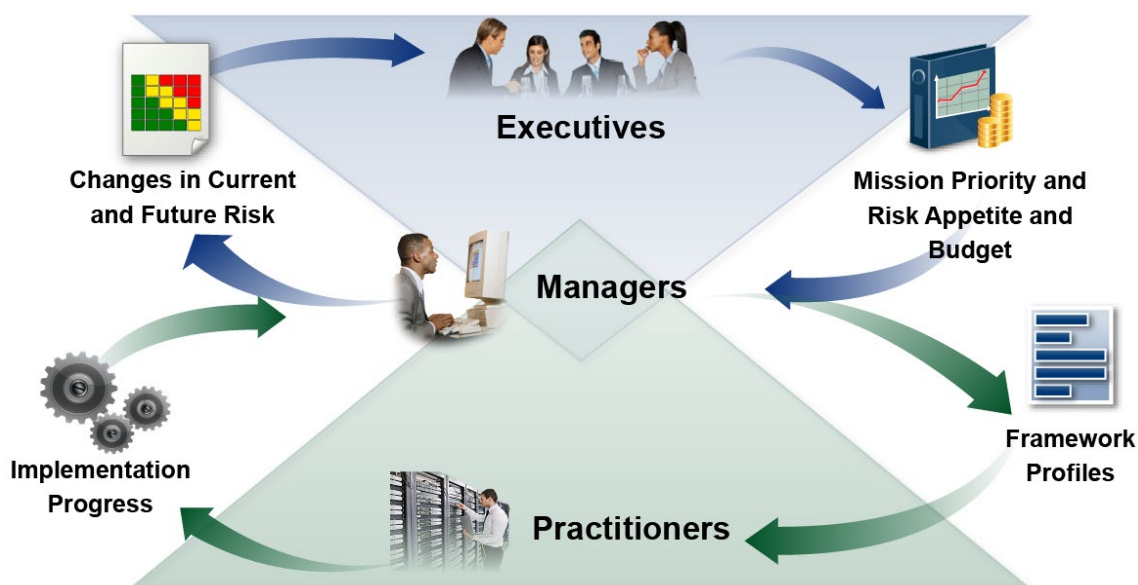 Executives
Changes in Current
and Future Risk
Mission Priority and
Risk Appetite and
Budget
Managers
Implementation
Progress
Framework
Profiles
Practitioners